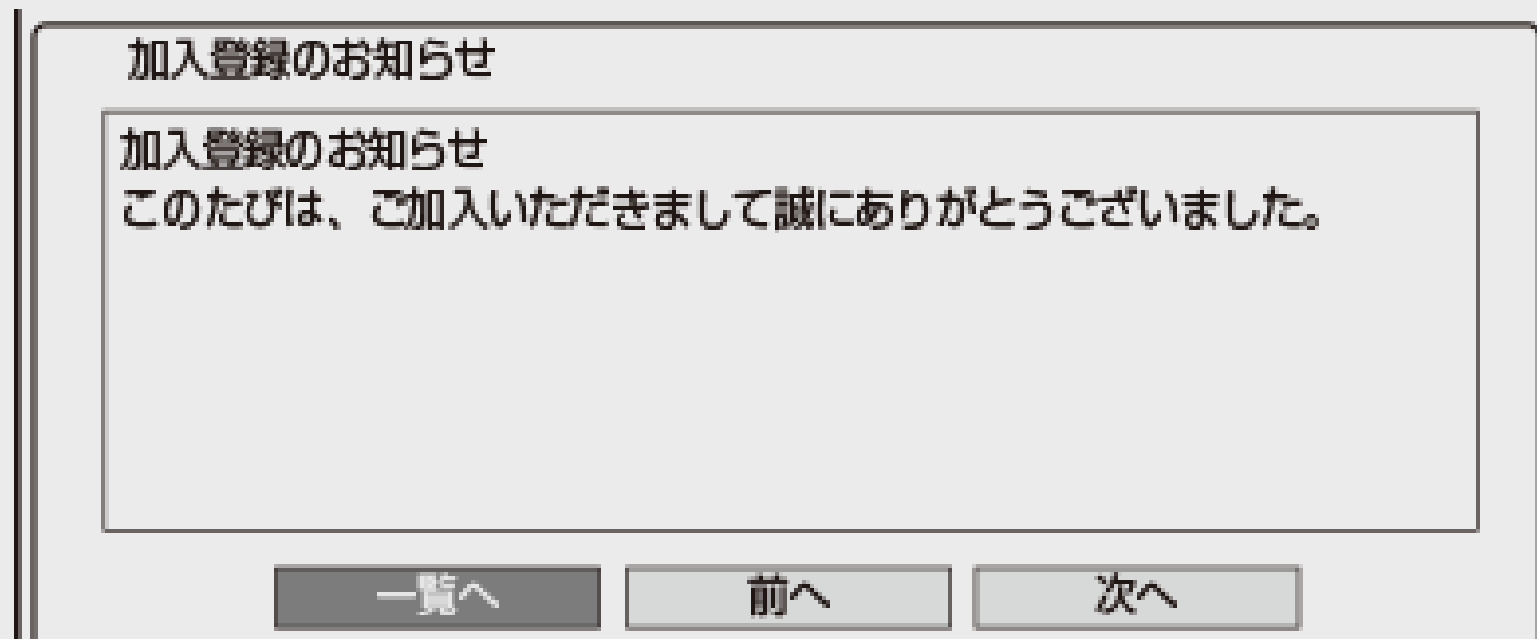 加入登録のお知らせ
加入登録のお知らせ
このたびは、ご加入いただきまして誠にありがとうございました。
一覧へ
前へ
次へ